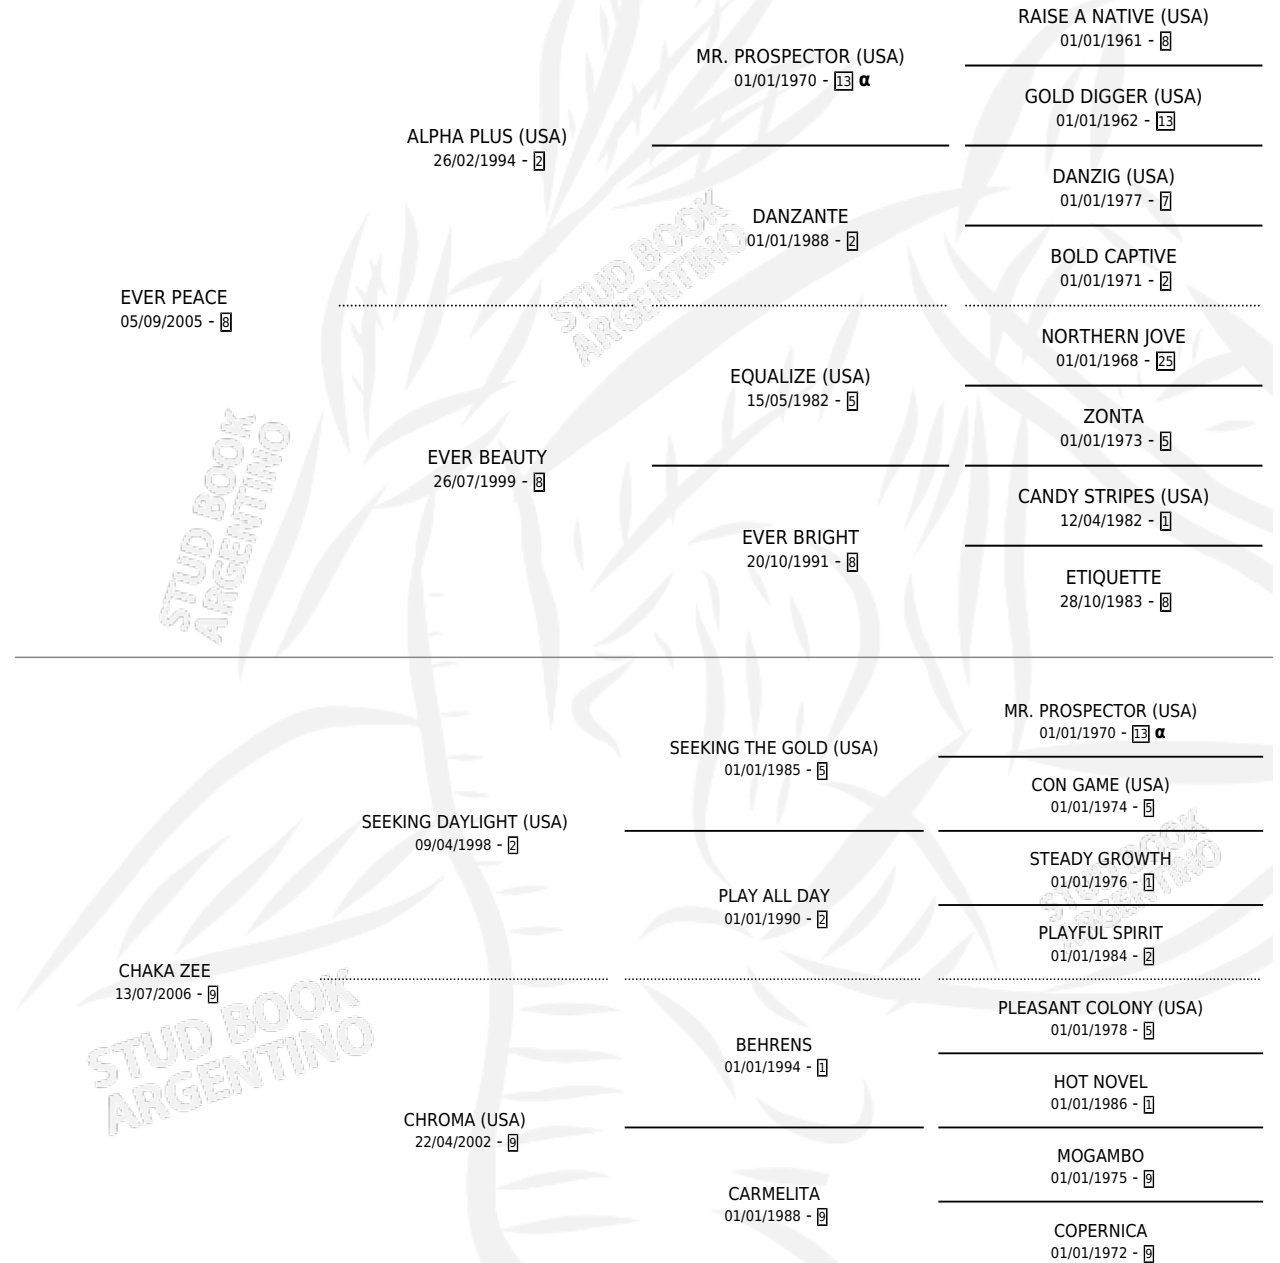 RAISE A NATIVE (USA)
01/01/1961 - 8
MR. PROSPECTOR (USA)
01/01/1970 - 13 α
GOLD DIGGER (USA)
01/01/1962 - 13
ALPHA PLUS (USA)
26/02/1994 - 2
DANZIG (USA)
01/01/1977 - 7
DANZANTE
01/01/1988 - 2
BOLD CAPTIVE
01/01/1971 - 2
EVER PEACE
05/09/2005 - 8
NORTHERN JOVE
01/01/1968 - 25
EQUALIZE (USA)
15/05/1982 - 5
ZONTA
01/01/1973 - 5
EVER BEAUTY
26/07/1999 - 8
CANDY STRIPES (USA)
12/04/1982 - 1
EVER BRIGHT
20/10/1991 - 8
ETIQUETTE
28/10/1983 - 8
STUD BOOK
ARGENTINO
STUD BOOK
ARGENTINO
MR. PROSPECTOR (USA)
01/01/1970 - 13 α
SEEKING THE GOLD (USA)
01/01/1985 - 5
CON GAME (USA)
01/01/1974 - 5
SEEKING DAYLIGHT (USA)
09/04/1998 - 2
STEADY GROWTH
01/01/1976 - 1
PLAY ALL DAY
01/01/1990 - 2
PLAYFUL SPIRIT
01/01/1984 - 2
CHAKA ZEE
13/07/2006 - 9
PLEASANT COLONY (USA)
01/01/1978 - 5
BEHRENS
01/01/1994 - 1
HOT NOVEL
01/01/1986 - 1
CHROMA (USA)
22/04/2002 - 9
MOGAMBO
01/01/1975 - 9
CARMELITA
01/01/1988 - 9
COPERNICA
01/01/1972 - 9
STUD BOOK
ARGENTINO
STUD BOOK
ARGENTINO